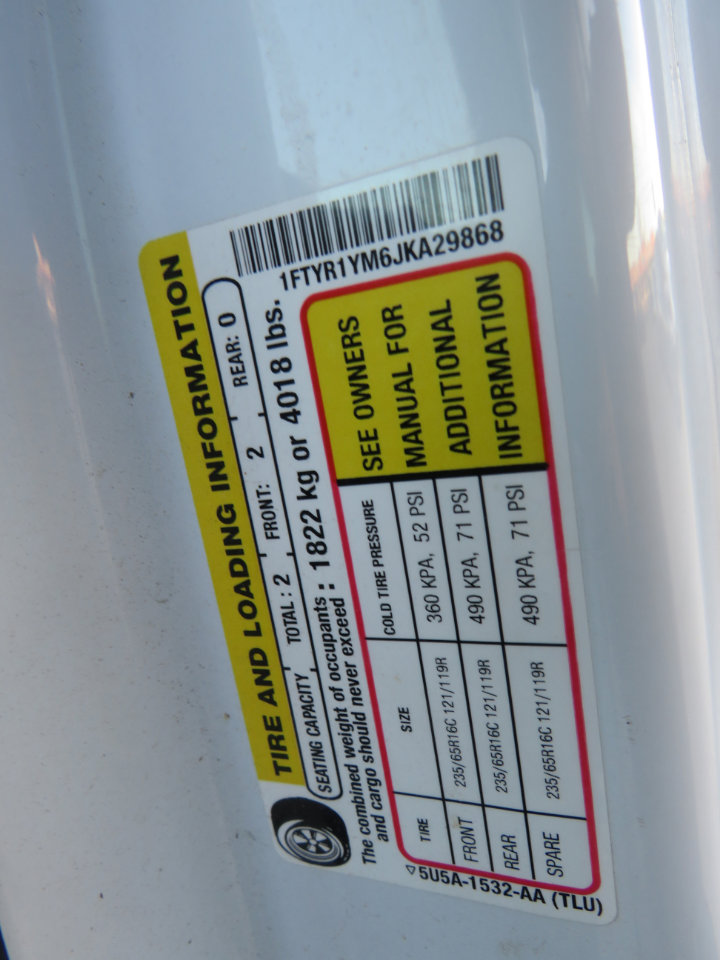 TIRE AND LOADING INFORMATION
1FTYR1YM6JKA29868
SEATING CAPACITY, TOTAL : 2 , FRONT: 2 , REAR: 0
The combined weight of occupants
and cargo should never exceed : 1822 kg or 4018 lbs.
TIRE SIZE COLD TIRE PRESSURE
FRONT 235/65R16C 121/119R 360 KPA, 52 PSI
REAR 235/65R16C 121/119R 490 KPA, 71 PSI
SPARE 235/65R16C 121/119R 490 KPA, 71 PSI
SEE OWNERS
MANUAL FOR
ADDITIONAL
INFORMATION
5U5A-1532-AA (TLU)